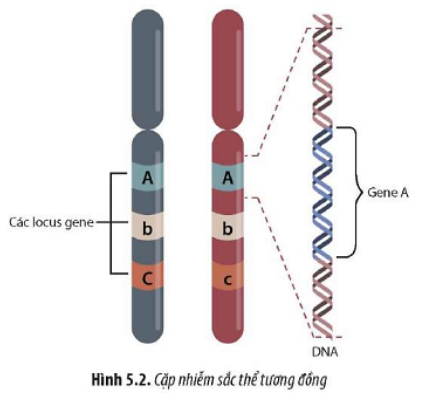 A
A
Gene A
Các locus gene
b
b
C
c
DNA
Hình 5.2. Cặp nhiễm sắc thể tương đồng